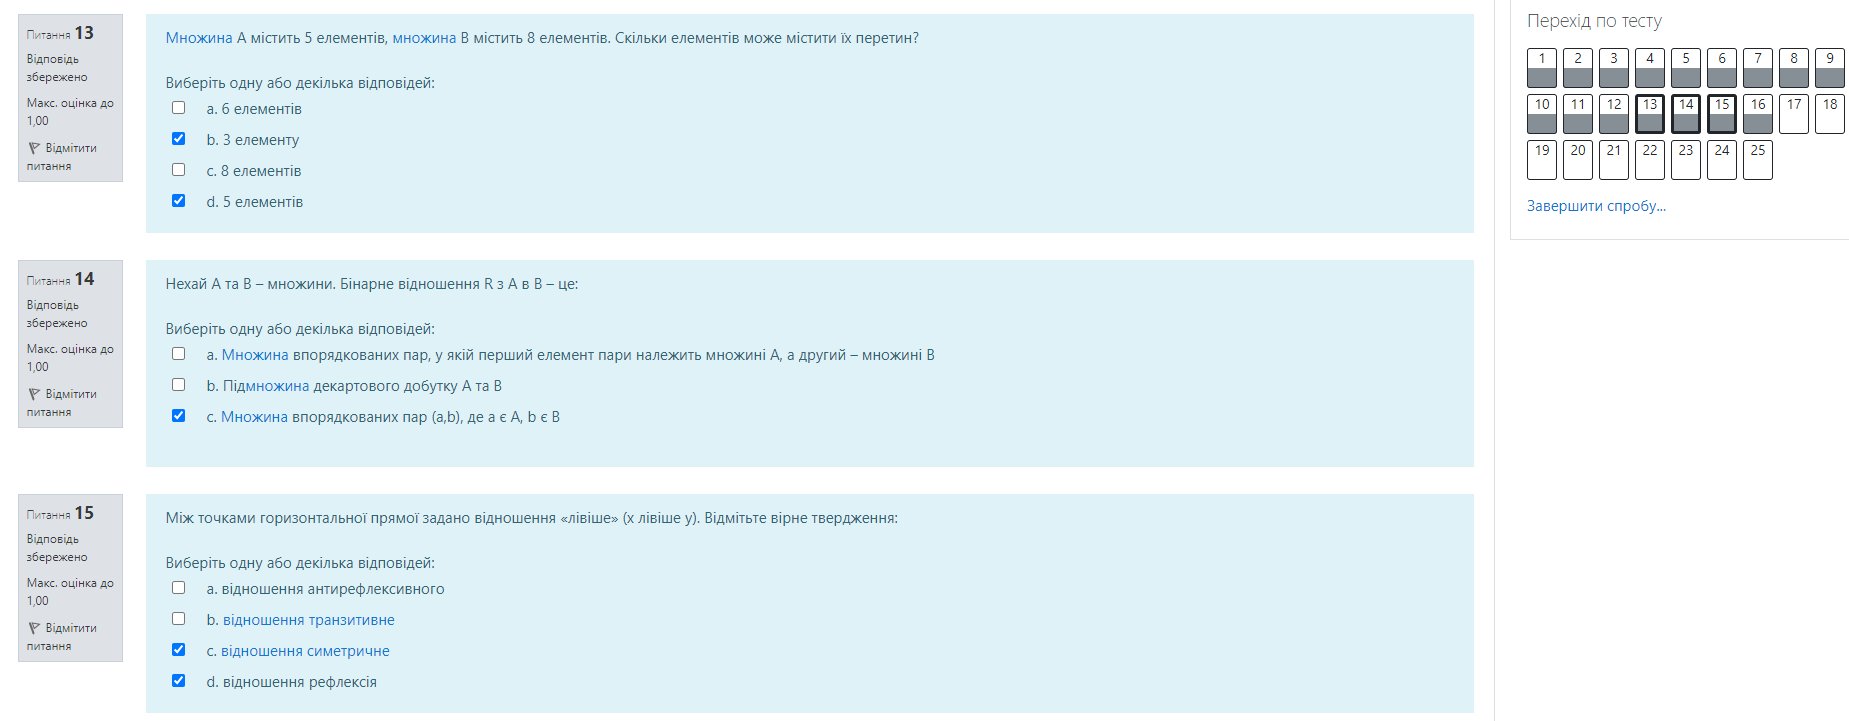 Питання 13
Відповідь
збережено
Макс. оцінка до
1,00
Відмітити
питання
Множина А містить 5 елементів, множина В містить 8 елементів. Скільки елементів може містити їх перетин?
Виберіть одну або декілька відповідей:
a. 6 елементів
b. 3 елементу
c. 8 елементів
d. 5 елементів
Питання 14
Відповідь
збережено
Макс. оцінка до
1,00
Відмітити
питання
Нехай А та В – множини. Бінарне відношення R з А в В – це:
Виберіть одну або декілька відповідей:
a. Множина впорядкованих пар, у якій перший елемент пари належить множині А, а другий – множині В
b. Підмножина декартового добутку А та В
c. Множина впорядкованих пар (a,b), де a є A, b є B
Питання 15
Відповідь
збережено
Макс. оцінка до
1,00
Відмітити
питання
Між точками горизонтальної прямої задано відношення «лівіше» (х лівіше у). Відмітьте вірне твердження:
Виберіть одну або декілька відповідей:
a. відношення антирефлексивного
b. відношення транзитивне
c. відношення симетричне
d. відношення рефлексія
Перехід по тесту
1 2 3 4 5 6 7 8 9
10 11 12 13 14 15 16 17 18
19 20 21 22 23 24 25
Завершити спробу...